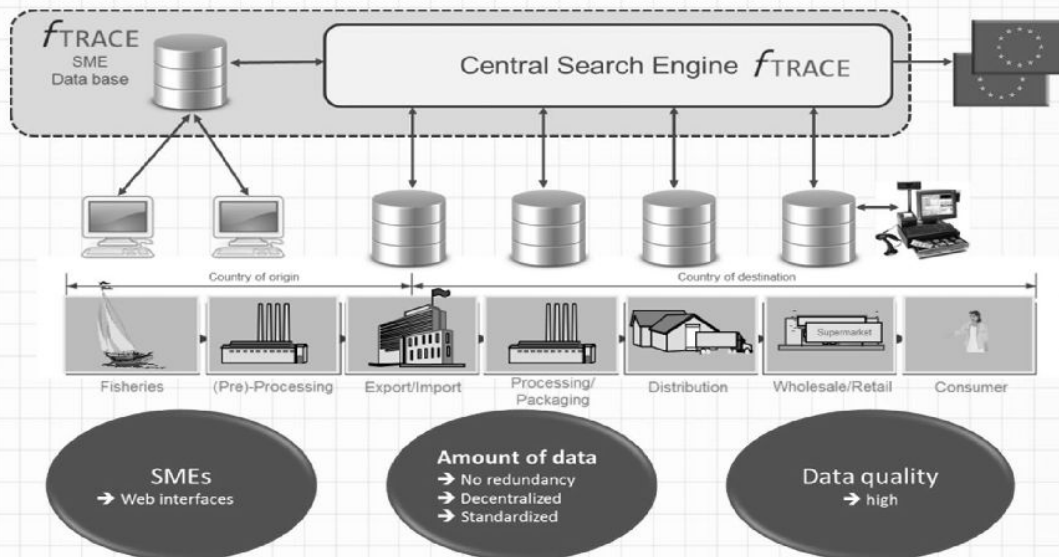 fTRACE
SME
Data base
Central Search Engine fTRACE
Country of origin
Country of destination
Supermarket
Fisheries
(Pre)-Processing
Export/Import
Processing/
Packaging
Distribution
Wholesale/Retail
Consumer
SMEs
➔ Web interfaces
Amount of data
➔ No redundancy
➔ Decentralized
➔ Standardized
Data quality
➔ high